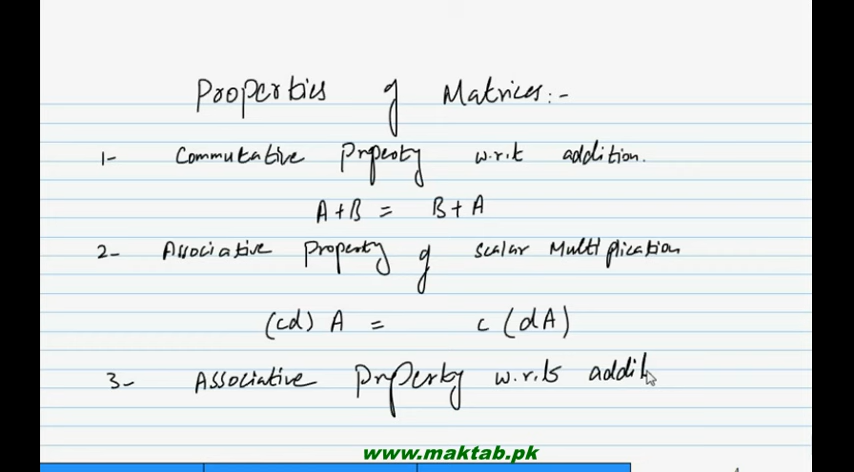 Properties of Matrices:-
1- Commutative Property w.r.t addition.
A+B = B+A
2- Associative Property of scalar Multiplication
(cd) A = c (dA)
3- Associative Property w.r.t addit
www.maktab.pk